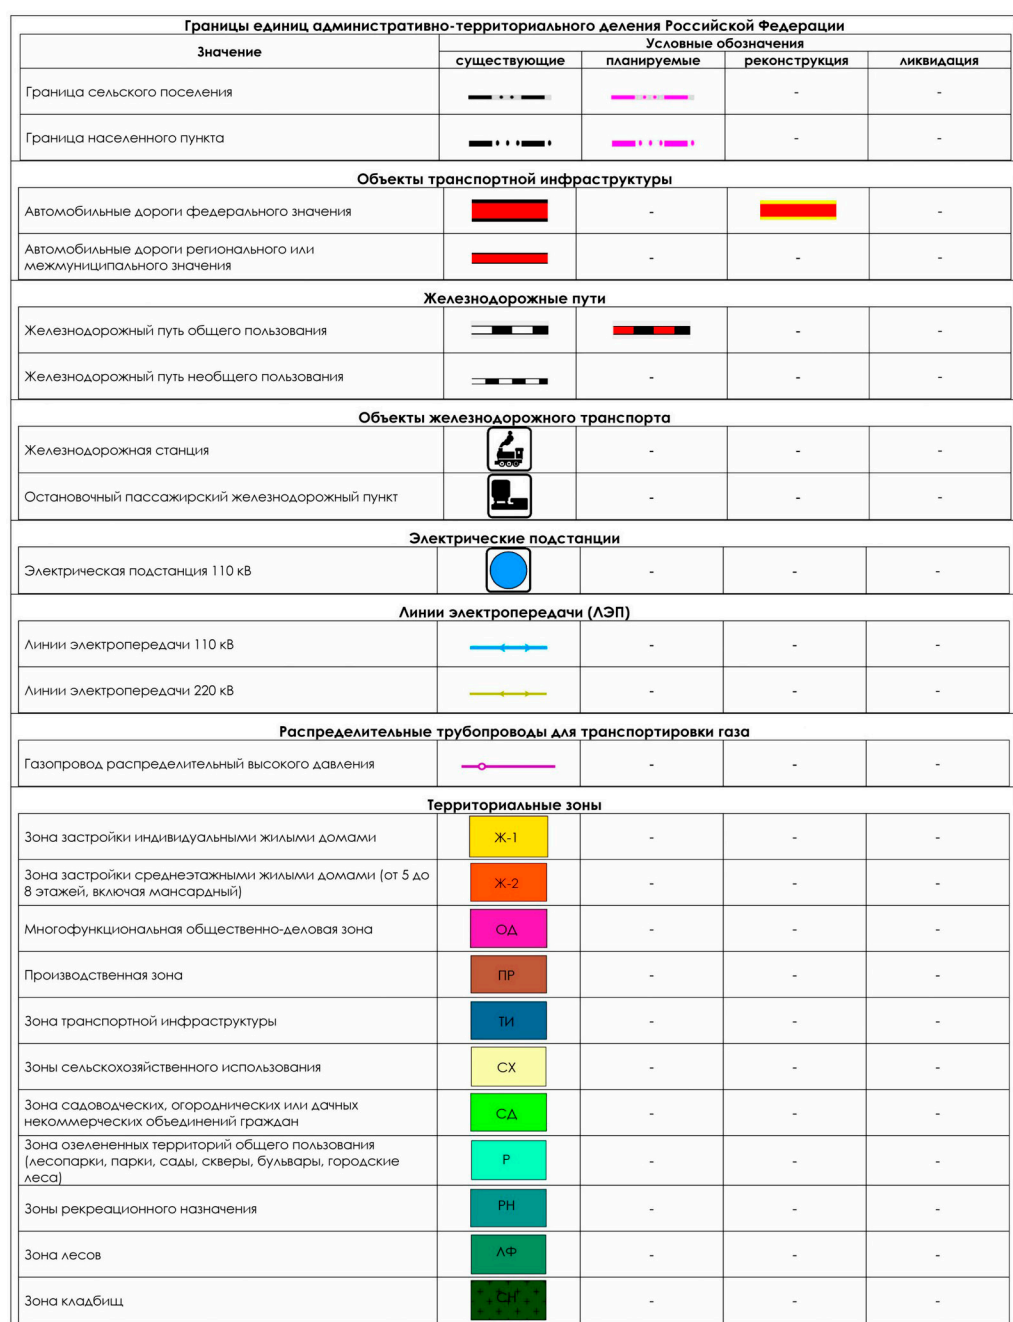 Границы единиц административно-территориального деления Российской Федерации
Значение
Условные обозначения
существующие планируемые реконструкция ликвидация
Граница сельского поселения - -
Граница населенного пункта - -
Объекты транспортной инфраструктуры
Автомобильные дороги федерального значения - -
Автомобильные дороги регионального или
межмуниципального значения - - -
Железнодорожные пути
Железнодорожный путь общего пользования - -
Железнодорожный путь необщего пользования - - -
Объекты железнодорожного транспорта
Железнодорожная станция - - -
Остановочный пассажирский железнодорожный пункт - - -
Электрические подстанции
Электрическая подстанция 110 кВ - - -
Линии электропередачи (ЛЭП)
Линии электропередачи 110 кВ - - -
Линии электропередачи 220 кВ - - -
Распределительные трубопроводы для транспортировки газа
Газопровод распределительный высокого давления - - -
Территориальные зоны
Зона застройки индивидуальными жилыми домами Ж-1 - - -
Зона застройки среднеэтажными жилыми домами (от 5 до
8 этажей, включая мансардный) Ж-2 - - -
Многофункциональная общественно-деловая зона ОД - - -
Производственная зона ПР - - -
Зона транспортной инфраструктуры ТИ - - -
Зоны сельскохозяйственного использования СХ - - -
Зона садоводческих, огороднических или дачных
некоммерческих объединений граждан СД - - -
Зона озелененных территорий общего пользования
(лесопарки, парки, сады, скверы, бульвары, городские
леса) Р - - -
Зоны рекреационного назначения РН - - -
Зона лесов ЛФ - - -
Зона кладбищ СН - - -